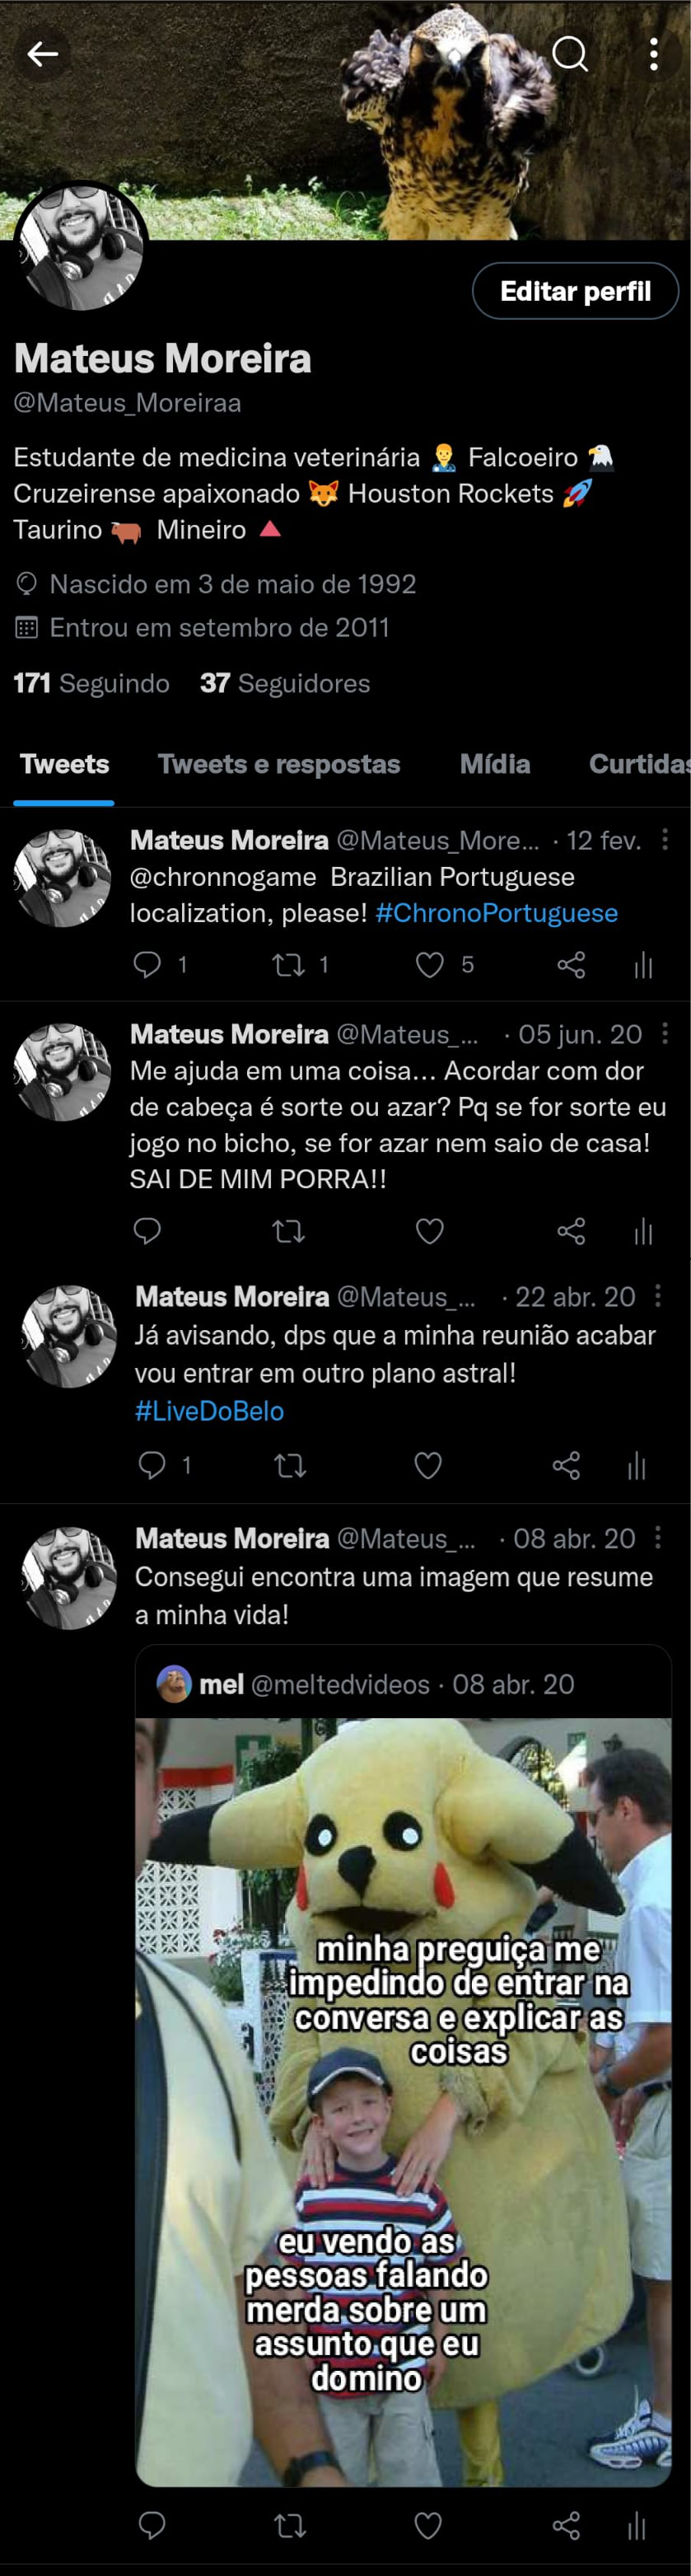 Editar perfil
Mateus Moreira
@Mateus_Moreiraa
Estudante de medicina veterinária 👨‍⚕️ Falcoeiro 🦅
Cruzeirense apaixonado 🦊 Houston Rockets 🚀
Taurino 🐂 Mineiro 🔺
Nascido em 3 de maio de 1992
Entrou em setembro de 2011
171 Seguindo 37 Seguidores
Tweets Tweets e respostas Mídia Curtidas
Mateus Moreira @Mateus_More... · 12 fev.
@chronnogame Brazilian Portuguese
localization, please! #ChronoPortuguese
1 1 5
Mateus Moreira @Mateus_... · 05 jun. 20
Me ajuda em uma coisa... Acordar com dor
de cabeça é sorte ou azar? Pq se for sorte eu
jogo no bicho, se for azar nem saio de casa!
SAI DE MIM PORRA!!
Mateus Moreira @Mateus_... · 22 abr. 20
Já avisando, dps que a minha reunião acabar
vou entrar em outro plano astral!
#LiveDoBelo
1
Mateus Moreira @Mateus_... · 08 abr. 20
Consegui encontra uma imagem que resume
a minha vida!
mel @meltedvideos · 08 abr. 20
minha preguiça me
impedindo de entrar na
conversa e explicar as
coisas
eu vendo as
pessoas falando
merda sobre um
assunto que eu
domino